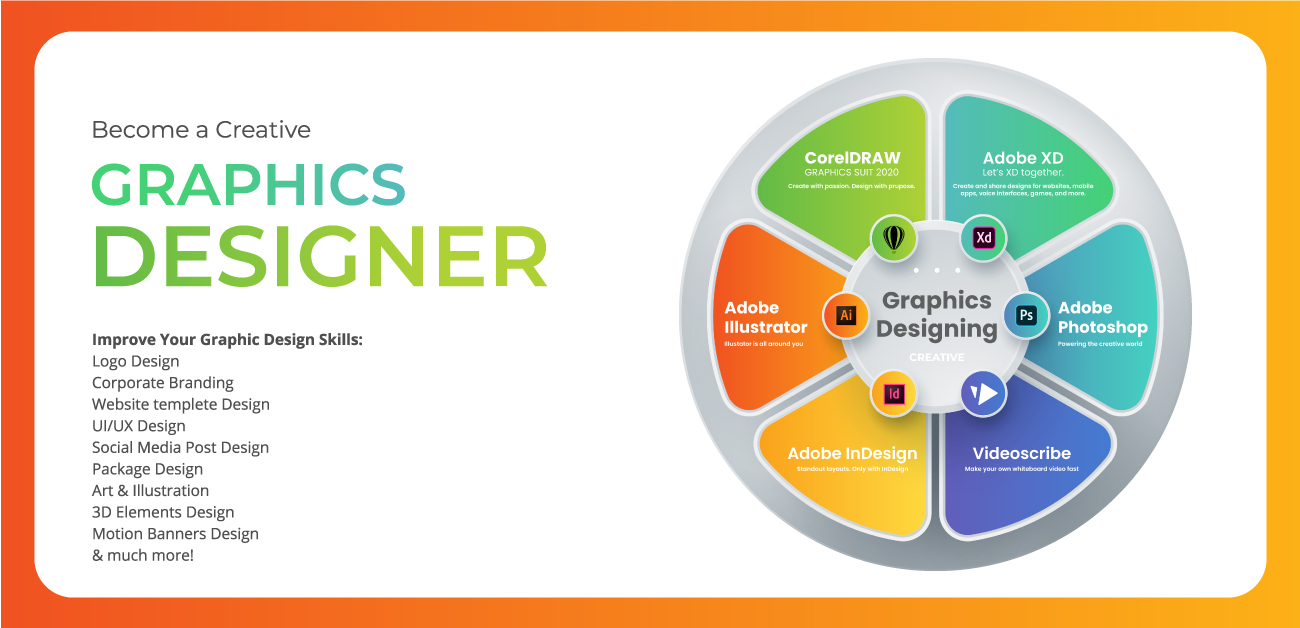 Become a Creative
GRAPHICS
DESIGNER
Improve Your Graphic Design Skills:
Logo Design
Corporate Branding
Website templete Design
UI/UX Design
Social Media Post Design
Package Design
Art & Illustration
3D Elements Design
Motion Banners Design
& much more!
CorelDRAW
GRAPHICS SUIT 2020
Create with passion. Design with prupose.
Adobe XD
Let's XD together.
Create and share designs for websites, mobile
apps, voice interfaces, games, and more.
Xd
Adobe
Illustrator
Illustator is all around you
Ai
Graphics
Designing
CREATIVE
Ps
Adobe
Photoshop
Powering the creative world
Id
Adobe InDesign
Standout layouts. Only with InDesign
Videoscribe
Make your own whiteboard video fast